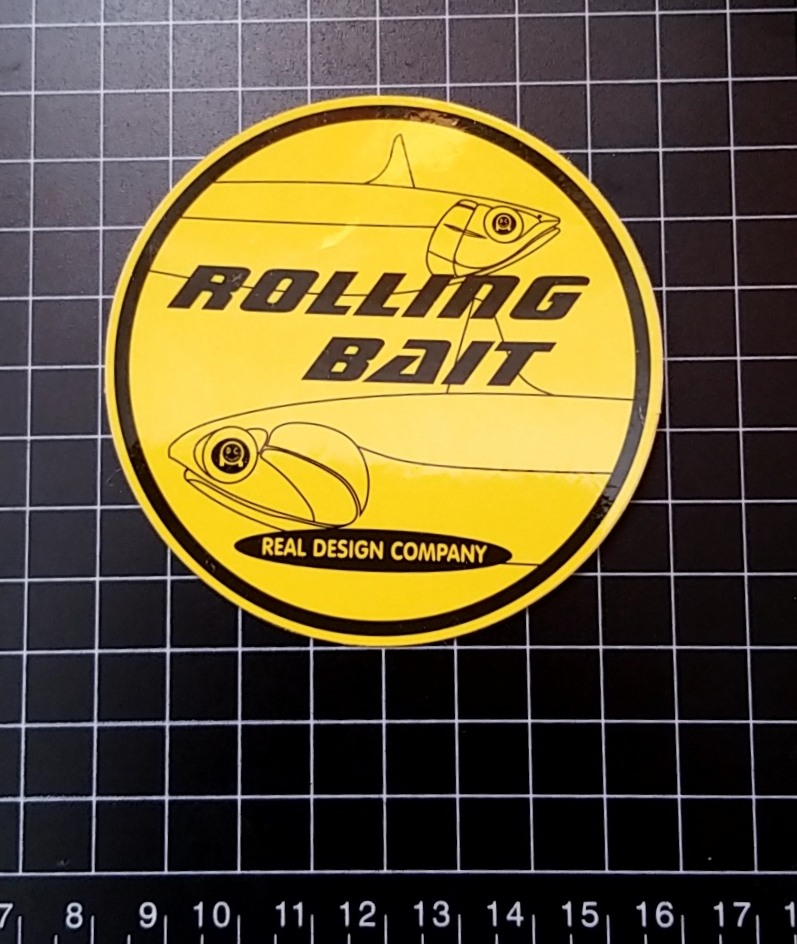 ROLLING
BAIT
REAL DESIGN COMPANY
7 8 9 10 11 12 13 14 15 16 17